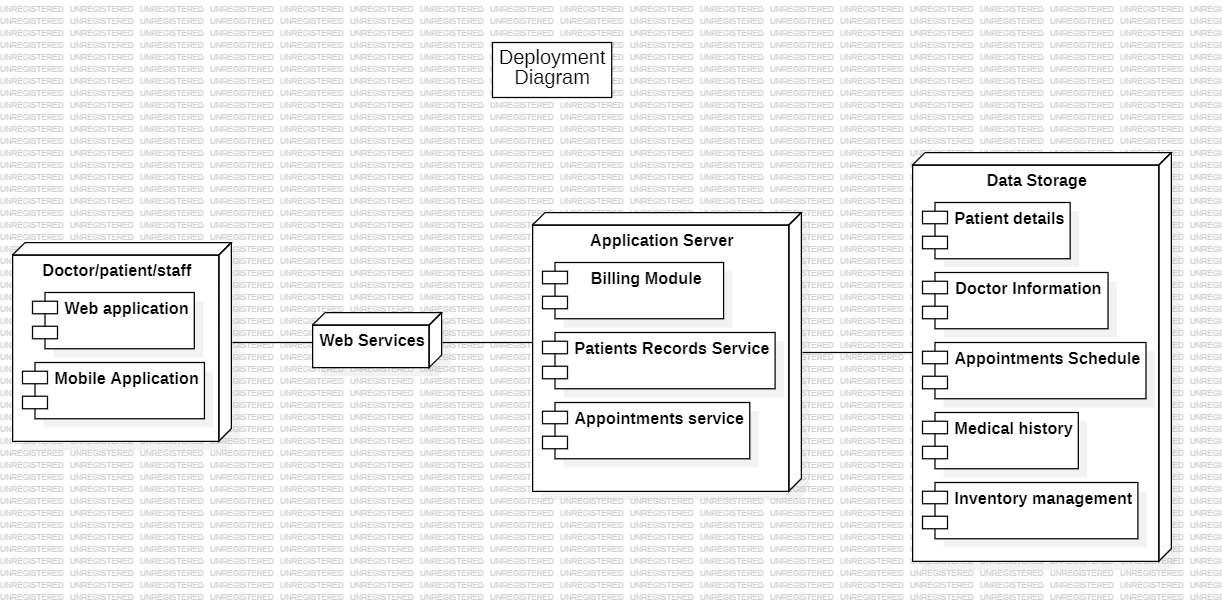 Deployment
Diagram
Doctor/patient/staff
Web application
Mobile Application
Web Services
Application Server
Billing Module
Patients Records Service
Appointments service
Data Storage
Patient details
Doctor Information
Appointments Schedule
Medical history
Inventory management
UNREGISTERED